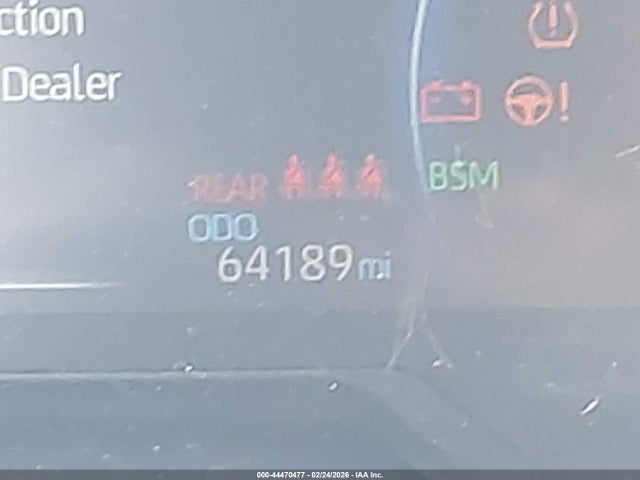 ction
Dealer
REAR BSM
ODO
64189mi
000-44470477 - 02/24/2026 - IAA Inc.